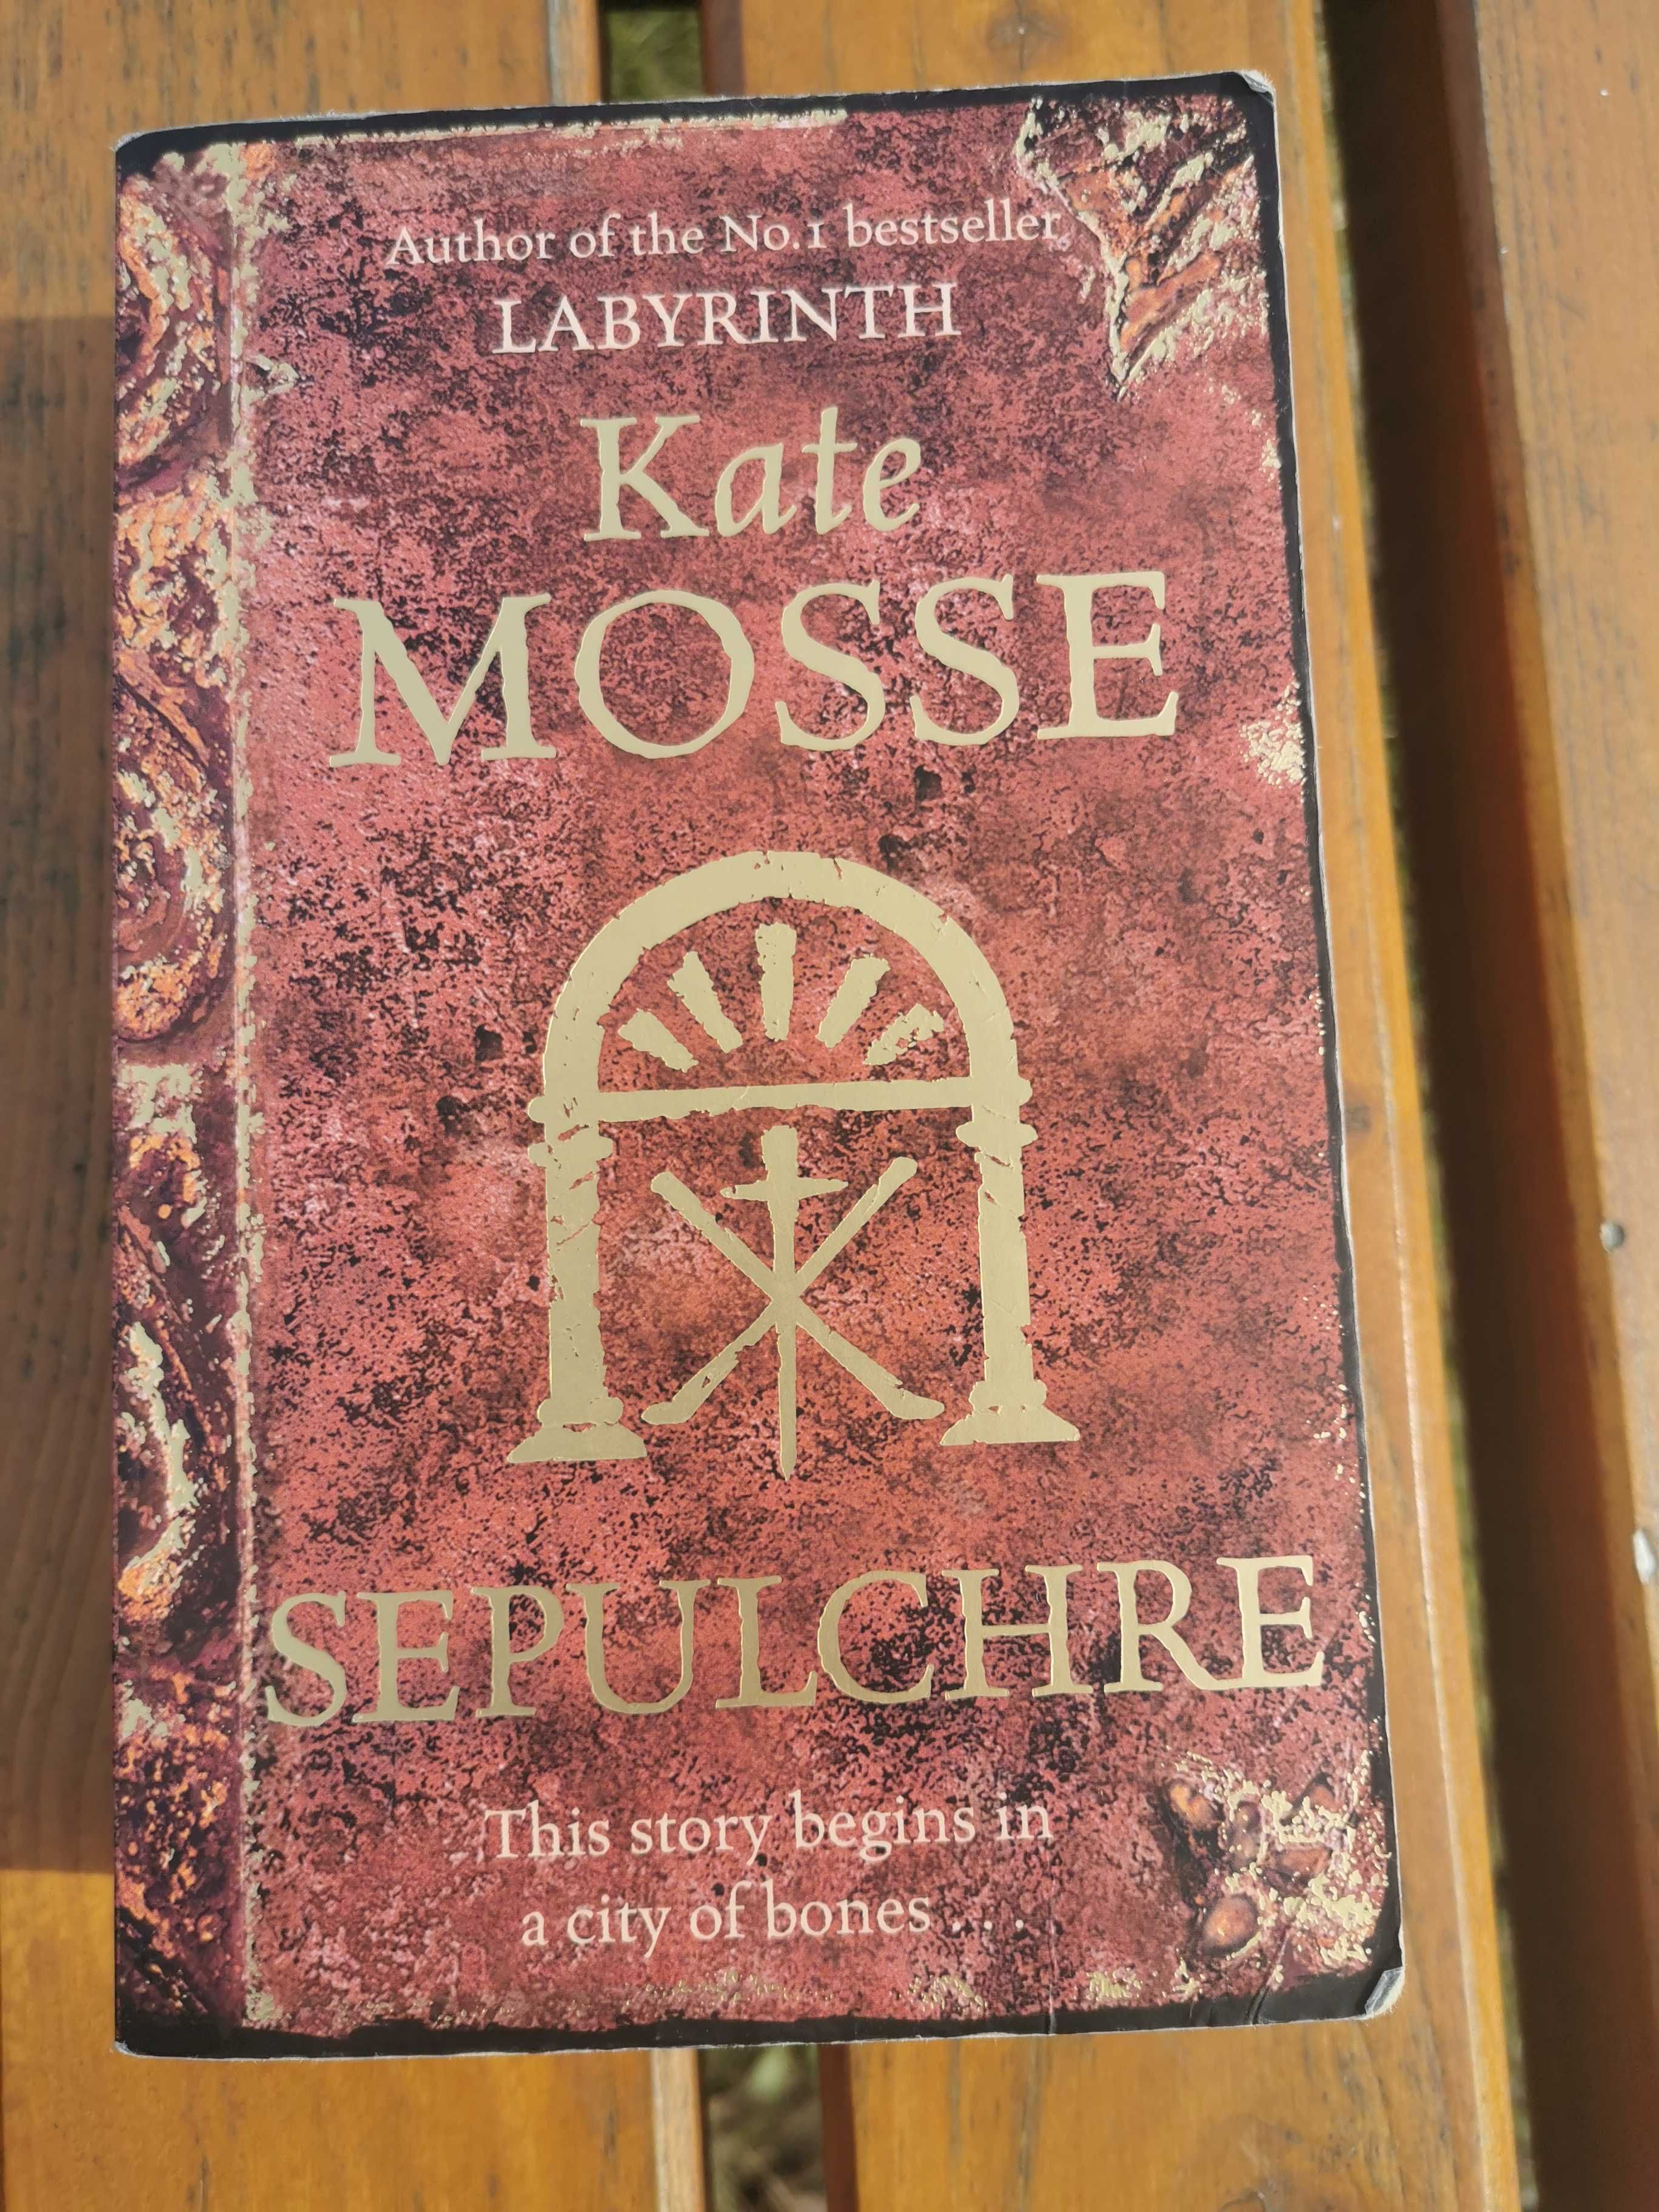 Author of the No.1 bestseller
LABYRINTH
Kate
MOSSE
SEPULCHRE
This story begins in
a city of bones . . .